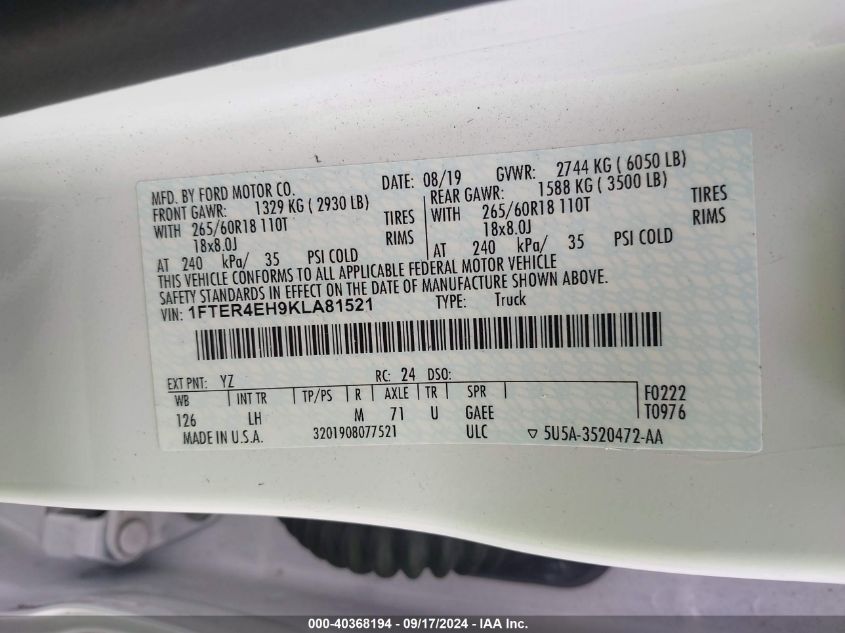 MFD. BY FORD MOTOR CO. DATE: 08/19 GVWR: 2744 KG ( 6050 LB)
FRONT GAWR: 1329 KG ( 2930 LB) REAR GAWR: 1588 KG ( 3500 LB)
WITH 265/60R18 110T TIRES WITH 265/60R18 110T TIRES
18x8.0J RIMS 18x8.0J RIMS
AT 240 kPa/ 35 PSI COLD AT 240 kPa/ 35 PSI COLD
THIS VEHICLE CONFORMS TO ALL APPLICABLE FEDERAL MOTOR VEHICLE
SAFETY STANDARDS IN EFFECT ON THE DATE OF MANUFACTURE SHOWN ABOVE.
VIN: 1FTER4EH9KLA81521 TYPE: Truck
EXT PNT: YZ RC: 24 DSO:
WB INT TR TP/PS R AXLE TR SPR F0222
126 LH M 71 U GAEE T0976
MADE IN U.S.A. 3201908077521 ULC ▽ 5U5A-3520472-AA
000-40368194 - 09/17/2024 - IAA Inc.